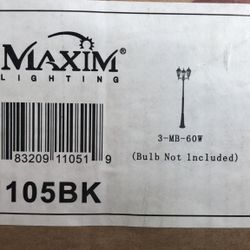 MAXIM®
LIGHTING
3-MB-60W
(Bulb Not Included)
83209 11051 9
105BK